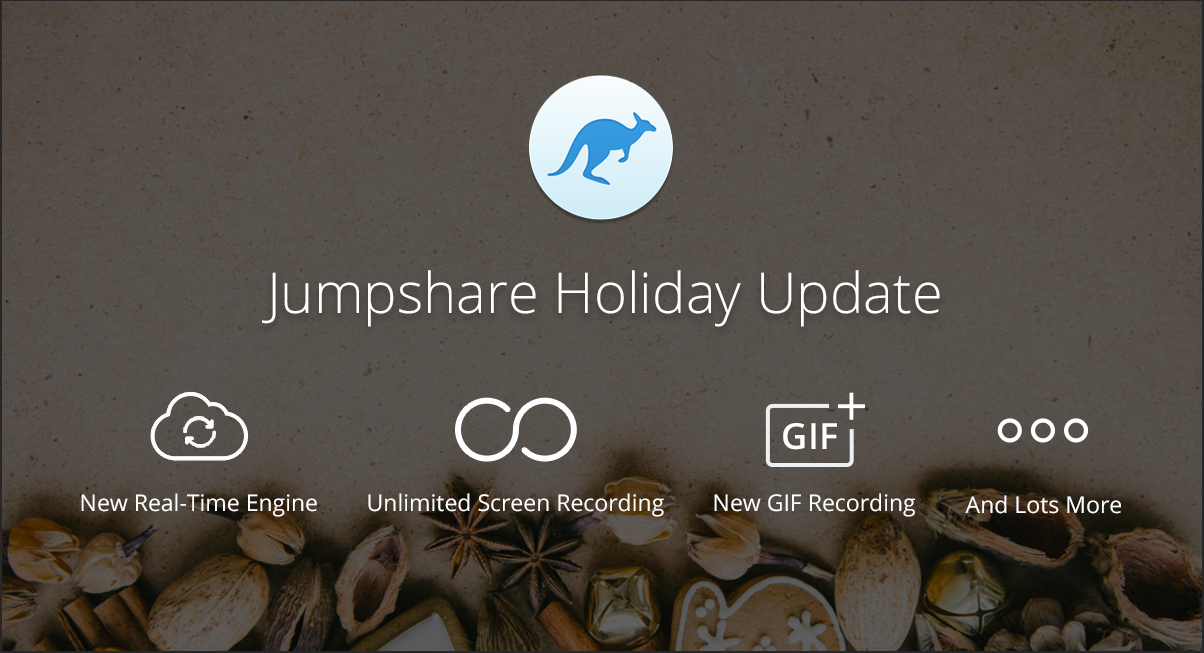 Jumpshare Holiday Update
GIF
New Real-Time Engine
Unlimited Screen Recording
New GIF Recording
And Lots More